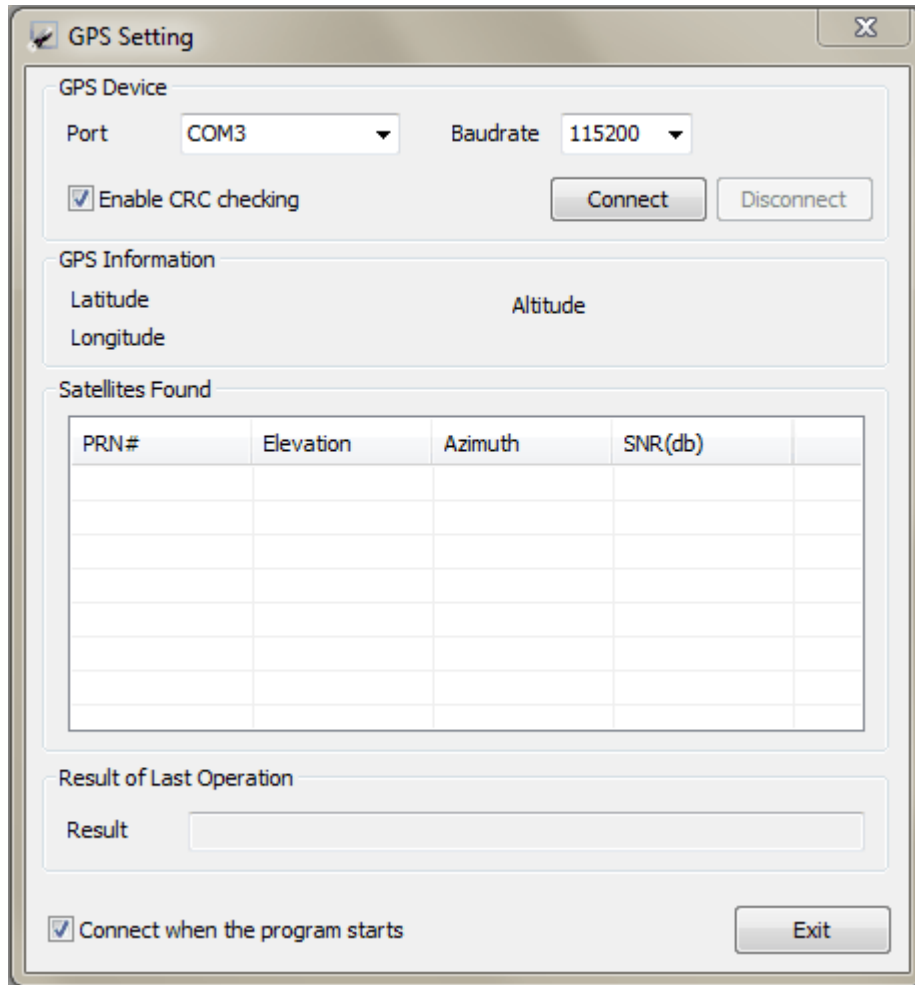 GPS Setting
GPS Device
Port COM3 Baudrate 115200
Enable CRC checking Connect Disconnect
GPS Information
Latitude Altitude
Longitude
Satellites Found
PRN# Elevation Azimuth SNR(db)
Result of Last Operation
Result
Connect when the program starts Exit